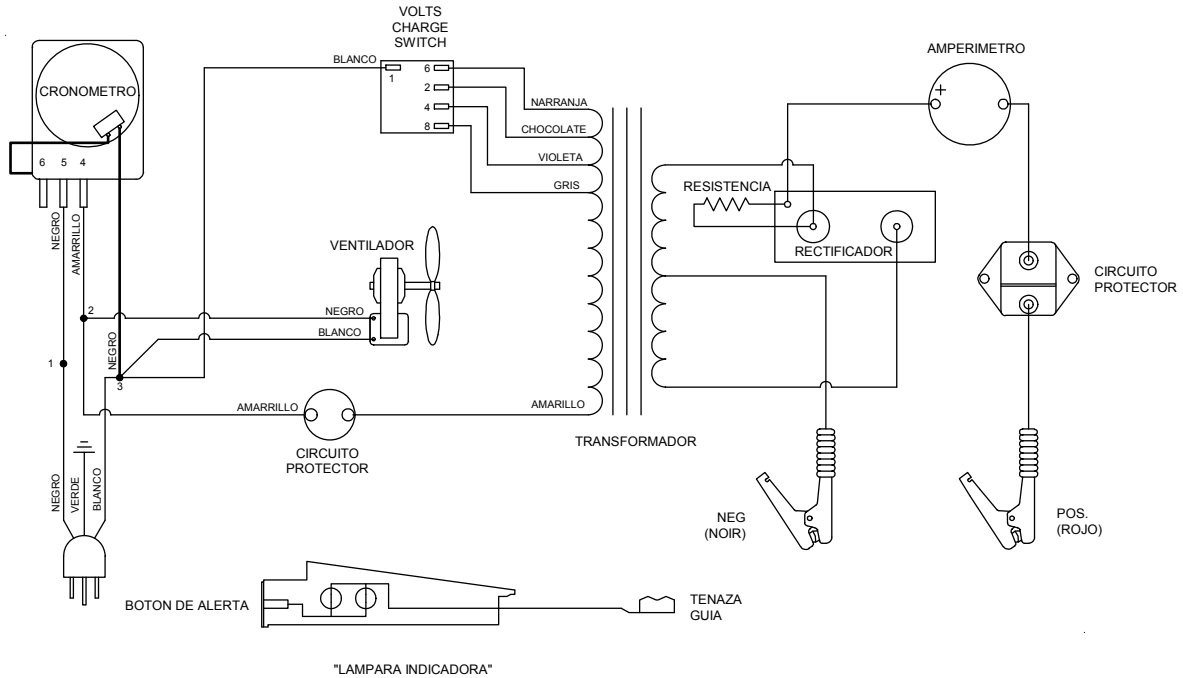 VOLTS
CHARGE
SWITCH
BLANCO
1
6
2
4
8
CRONOMETRO
6 5 4
NEGRO
AMARRILLO
NEGRO
NARRANJA
CHOCOLATE
VIOLETA
GRIS
AMPERIMETRO
+
RESISTENCIA
RECTIFICADOR
CIRCUITO
PROTECTOR
VENTILADOR
NEGRO
BLANCO
2
1
3
AMARRILLO
CIRCUITO
PROTECTOR
AMARILLO
TRANSFORMADOR
NEGRO
VERDE
BLANCO
NEG
(NOIR)
POS.
(ROJO)
BOTON DE ALERTA
TENAZA
GUIA
"LAMPARA INDICADORA"